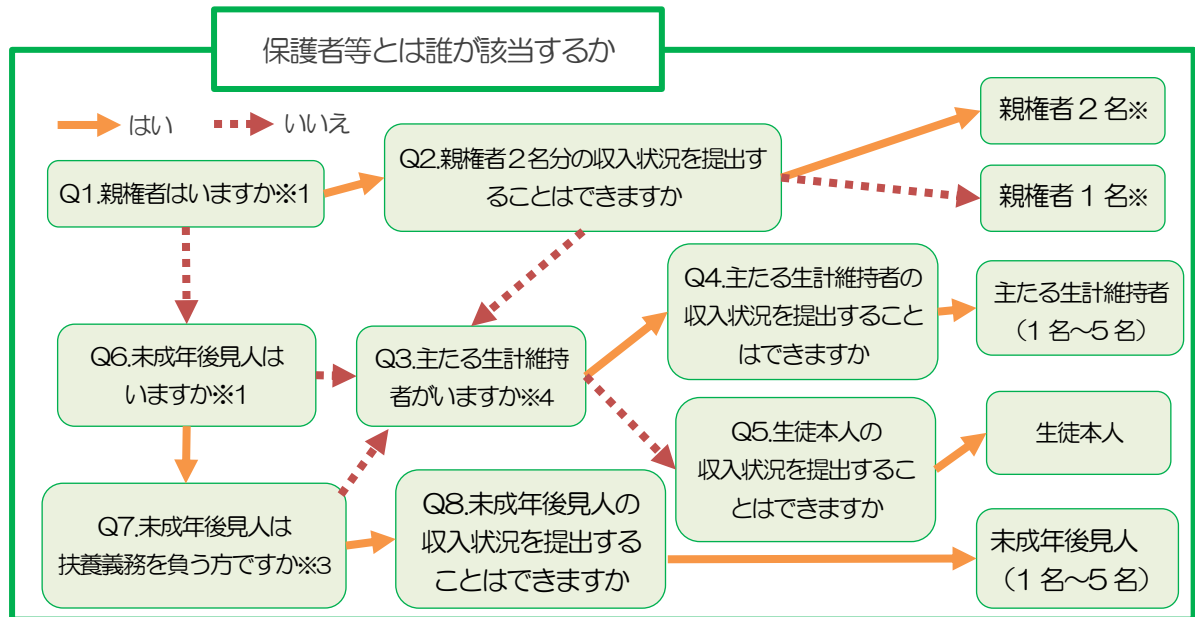 保護者等とは誰が該当するか
はい
いいえ
Q1.親権者はいますか※1
Q2.親権者2名分の収入状況を提出す
ることはできますか
親権者2名※
親権者1名※
Q6.未成年後見人は
いますか※1
Q3.主たる生計維持
者がいますか※4
Q4.主たる生計維持者の
収入状況を提出すること
はできますか
主たる生計維持者
（1名～5名）
Q5.生徒本人の
収入状況を提出するこ
とはできますか
生徒本人
Q7.未成年後見人は
扶養義務を負う方ですか※3
Q8.未成年後見人の
収入状況を提出する
ことはできますか
未成年後見人
（1名～5名）